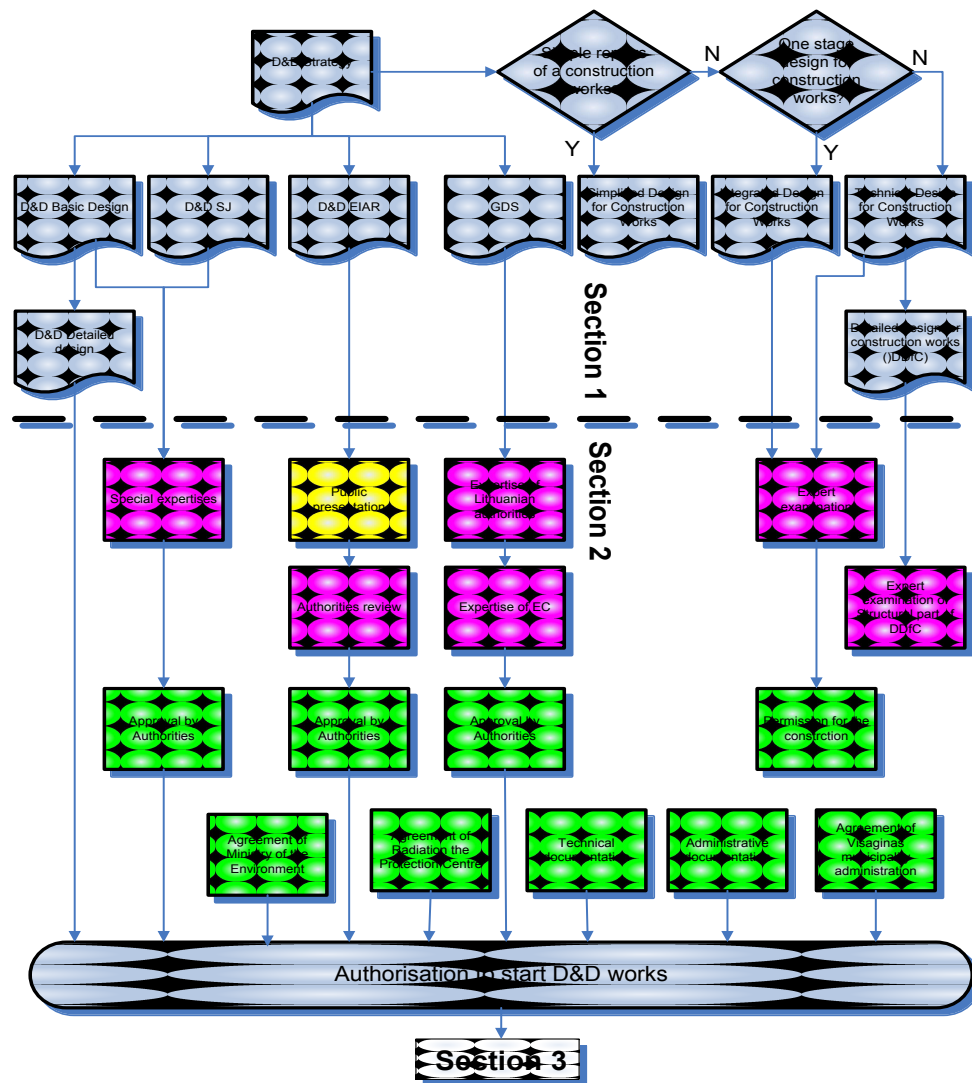 D&D Strategy
Simple repairs
of a construction
works?
N
One stage
design for
construction
works?
N
Y
Y
D&D Basic Design
D&D SJ
D&D EIAR
GDS
Simplified Design
for Construction
Works
Integrated Design
for Construction
Works
Technical Design
for Construction
Works
Section 1
D&D Detailed
design
Detailed design for
construction works
()DDfC)
Section 2
Special expertises
Public
presentation
Expertise of
Lithuanian
authorities
Expert
examination
Authorities review
Expertise of EC
Expert
examination of
Structural part of
DDfC
Approval by
Authorities
Approval by
Authorities
Approval by
Authorities
Permission for the
constrction
Agreement of
Ministry of the
Environment
Agreement of
Radiation the
Protection Centre
Technical
documentation
Administrative
documentation
Agreement of
Visaginas
municipality
administration
Authorisation to start D&D works
Section 3